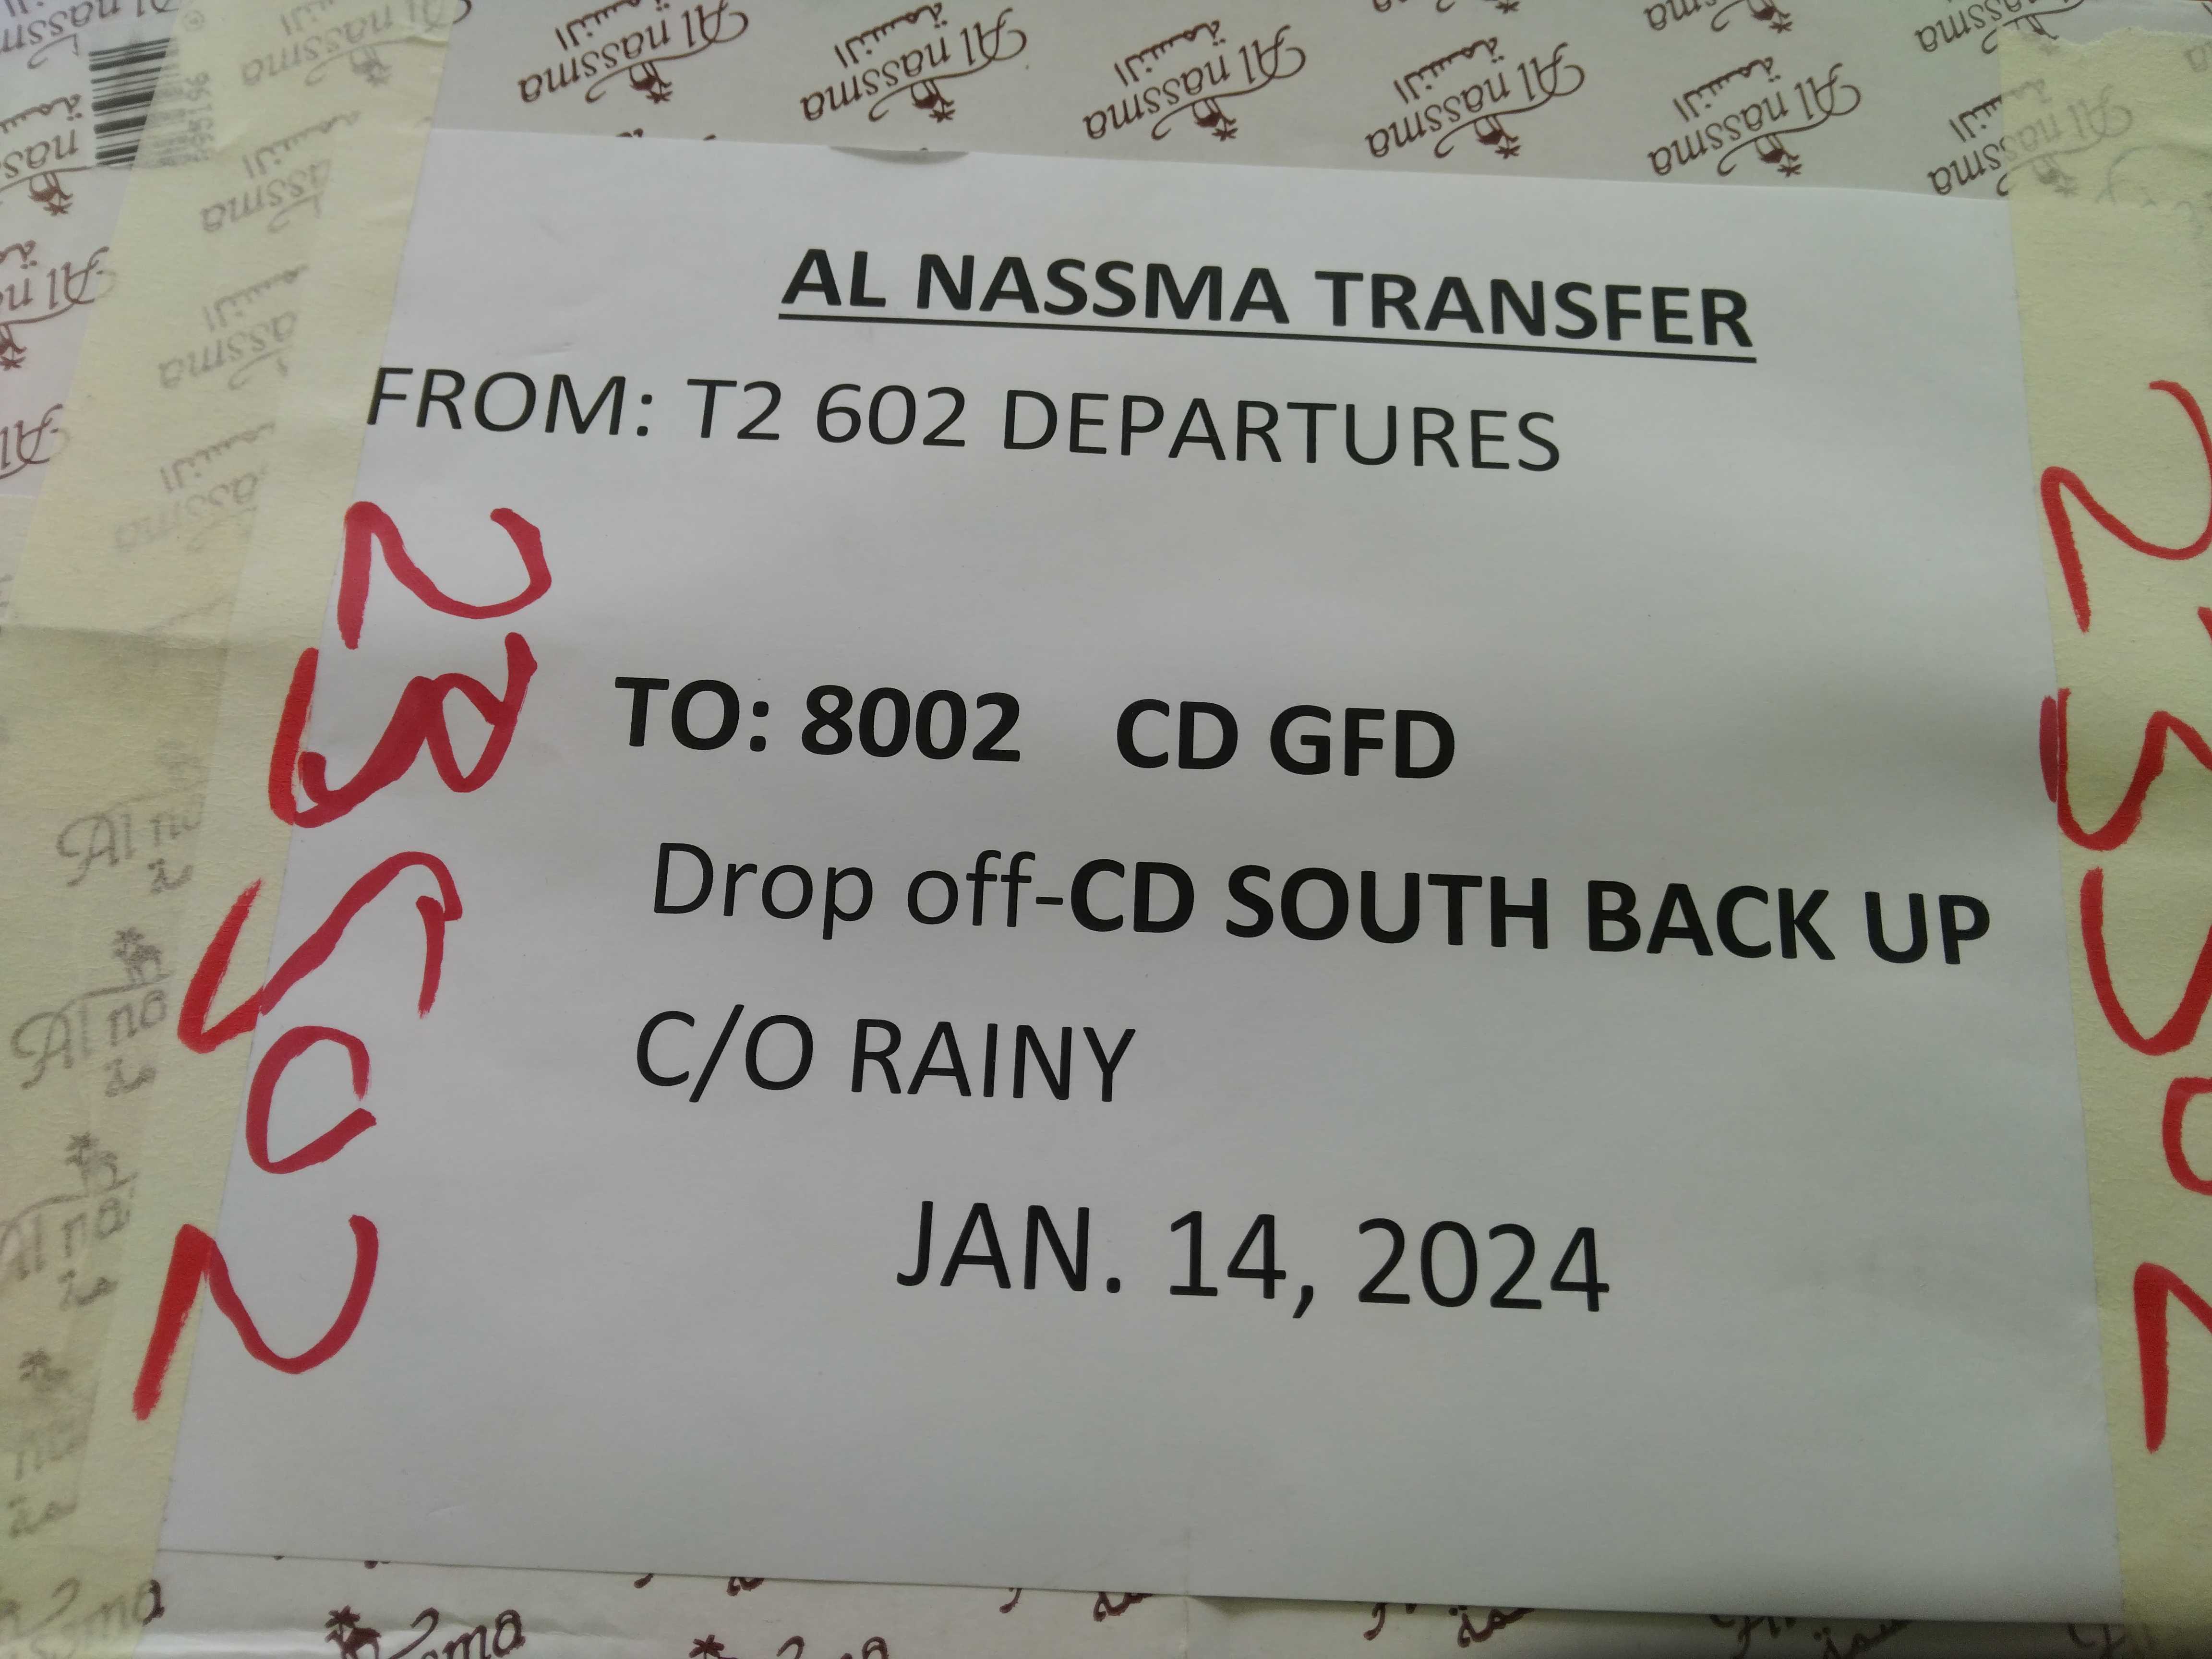 Al nassma
النسمة
AL NASSMA TRANSFER
FROM: T2 602 DEPARTURES
TO: 8002 CD GFD
Drop off-CD SOUTH BACK UP
C/O RAINY
JAN. 14, 2024